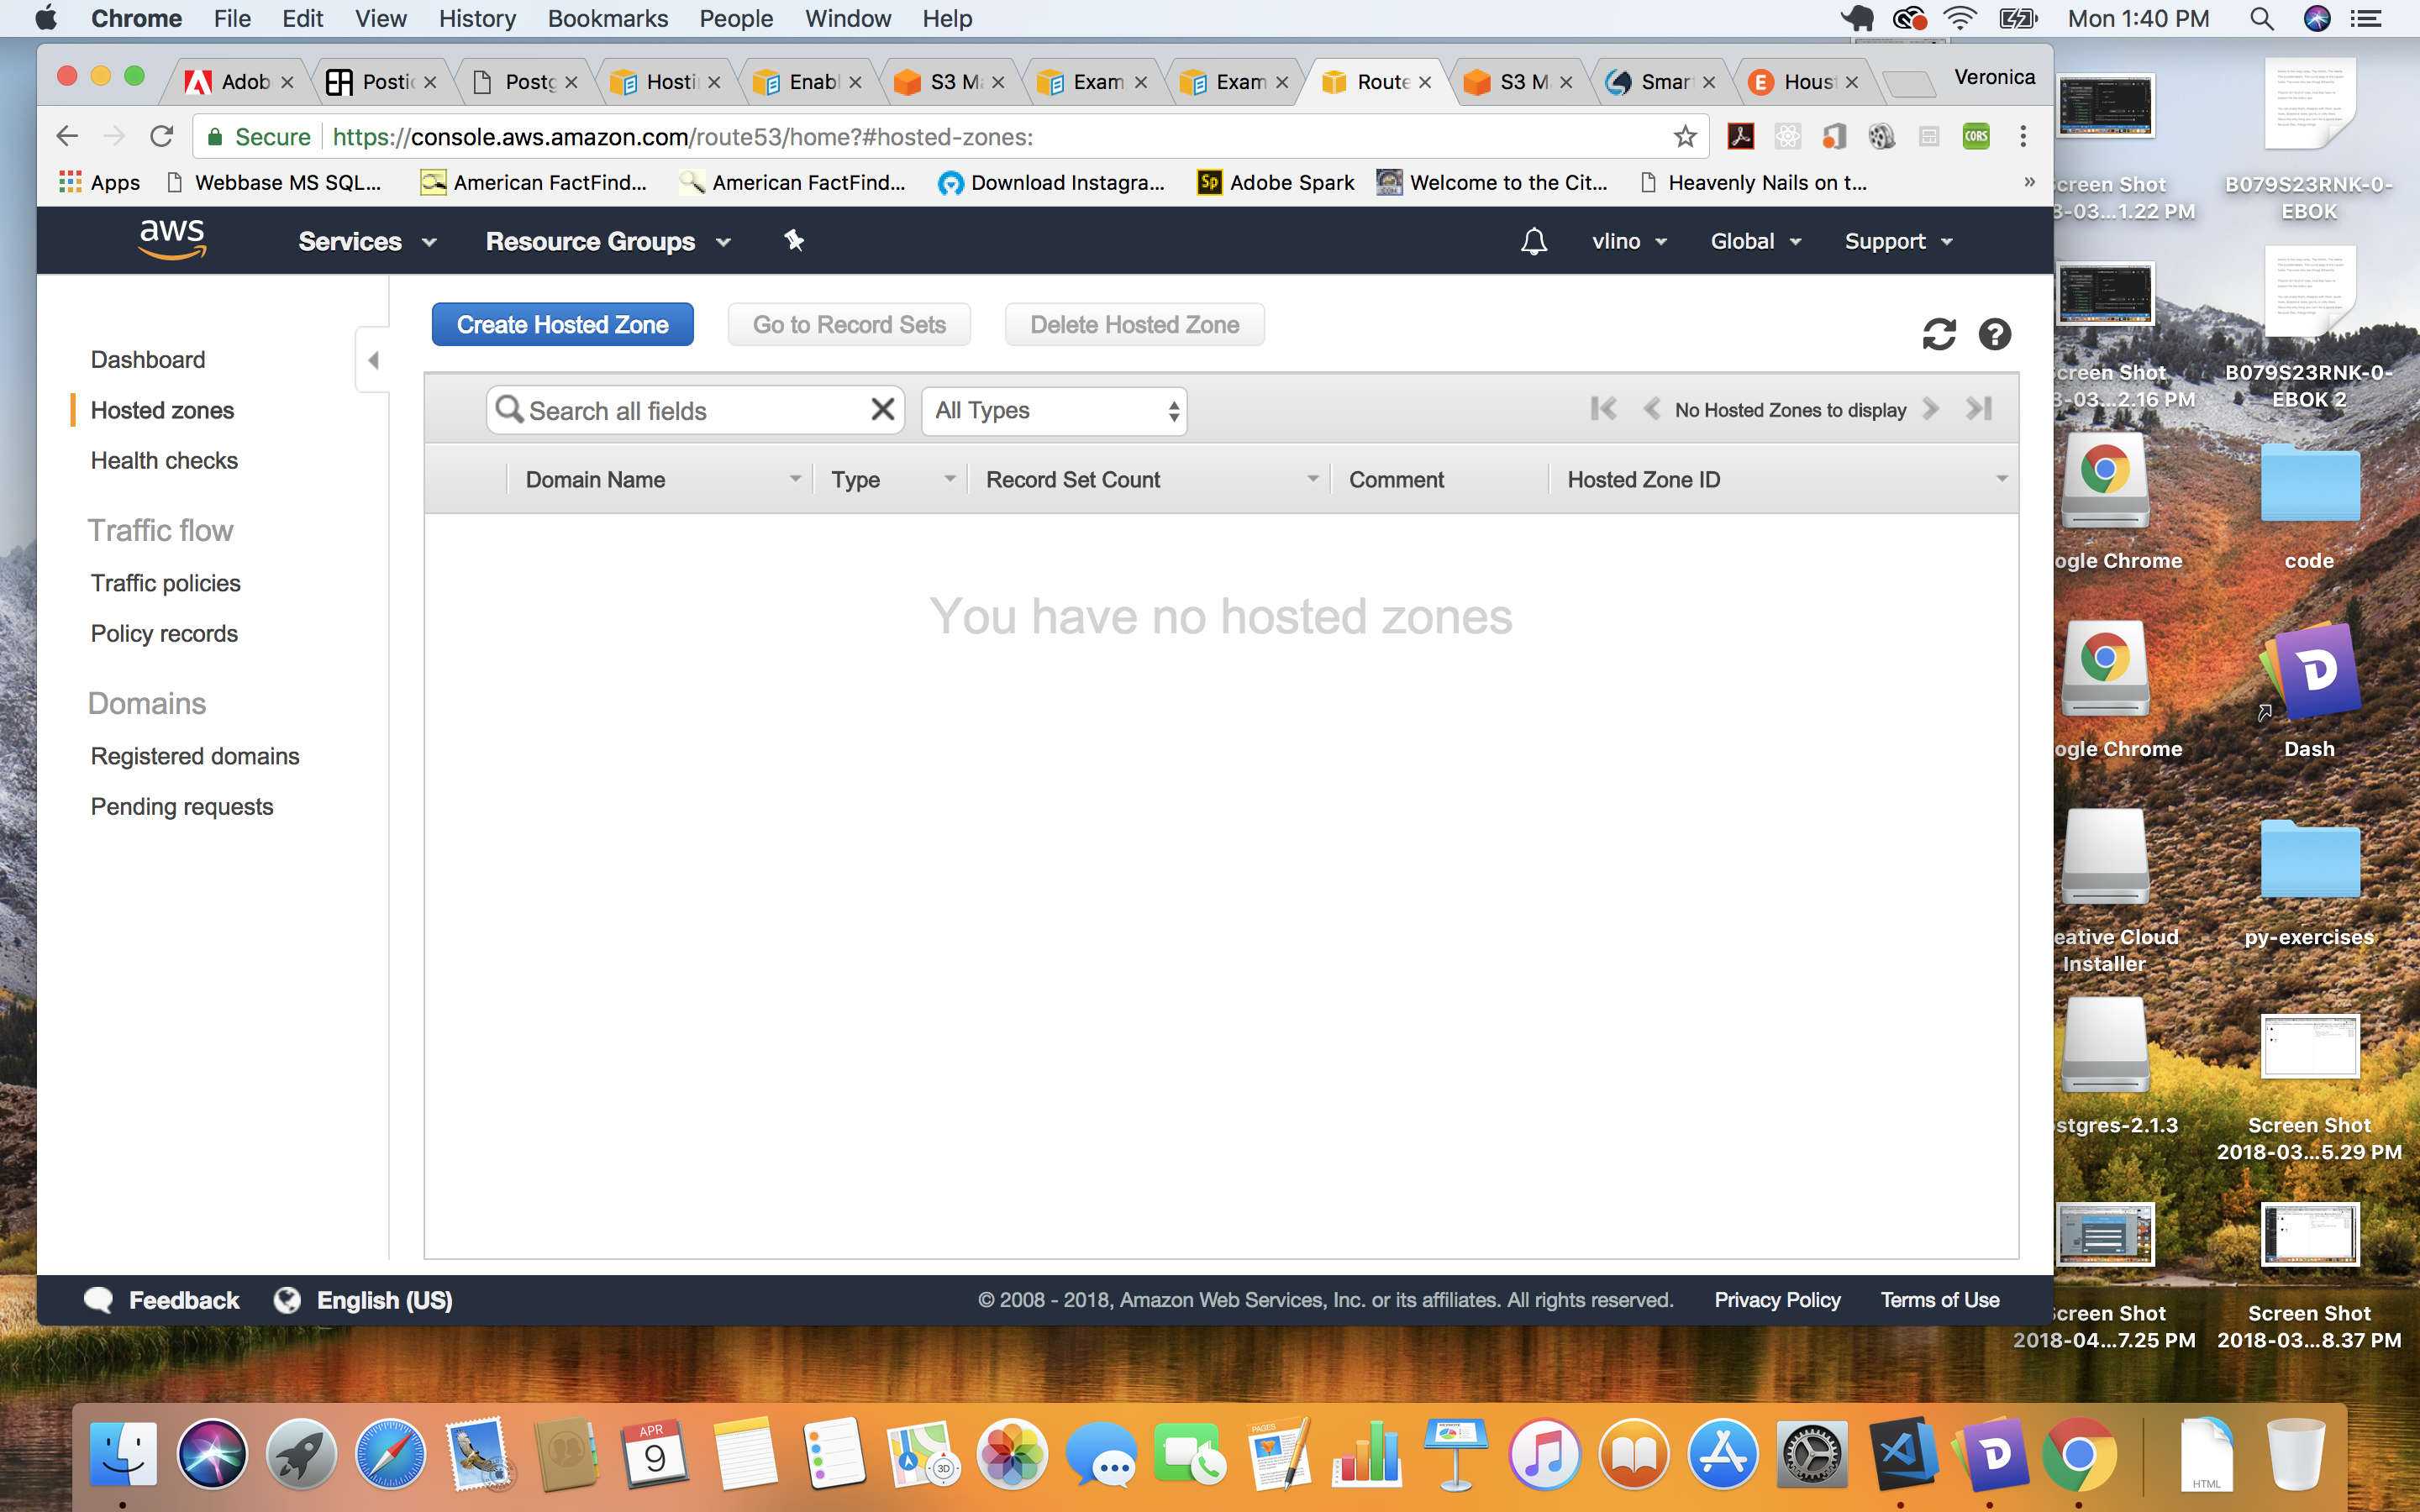 Chrome File Edit View History Bookmarks People Window Help Mon 1:40 PM
Adob Postic Postg Hosti Enabl S3 Ma Exam Exam Route S3 M Smar Hous Veronica
Secure https://console.aws.amazon.com/route53/home?#hosted-zones: CORS
Apps Webbase MS SQL... American FactFind... American FactFind... Download Instagra... Sp Adobe Spark Welcome to the Cit... Heavenly Nails on t... »
aws Services Resource Groups vlino Global Support
Create Hosted Zone Go to Record Sets Delete Hosted Zone
Dashboard
Hosted zones
Health checks
Traffic flow
Traffic policies
Policy records
Domains
Registered domains
Pending requests
Search all fields All Types No Hosted Zones to display
Domain Name Type Record Set Count Comment Hosted Zone ID
You have no hosted zones
Feedback English (US) © 2008 - 2018, Amazon Web Services, Inc. or its affiliates. All rights reserved. Privacy Policy Terms of Use
creen Shot
8-03...1.22 PM
B079S23RNK-0-
EBOK
creen Shot
8-03...2.16 PM
B079S23RNK-0-
EBOK 2
ogle Chrome
code
ogle Chrome
Dash
eative Cloud
Installer
py-exercises
stgres-2.1.3
Screen Shot
2018-03...5.29 PM
creen Shot
2018-04...7.25 PM
Screen Shot
2018-03...8.37 PM
APR
9
3D
PAGES
HTML